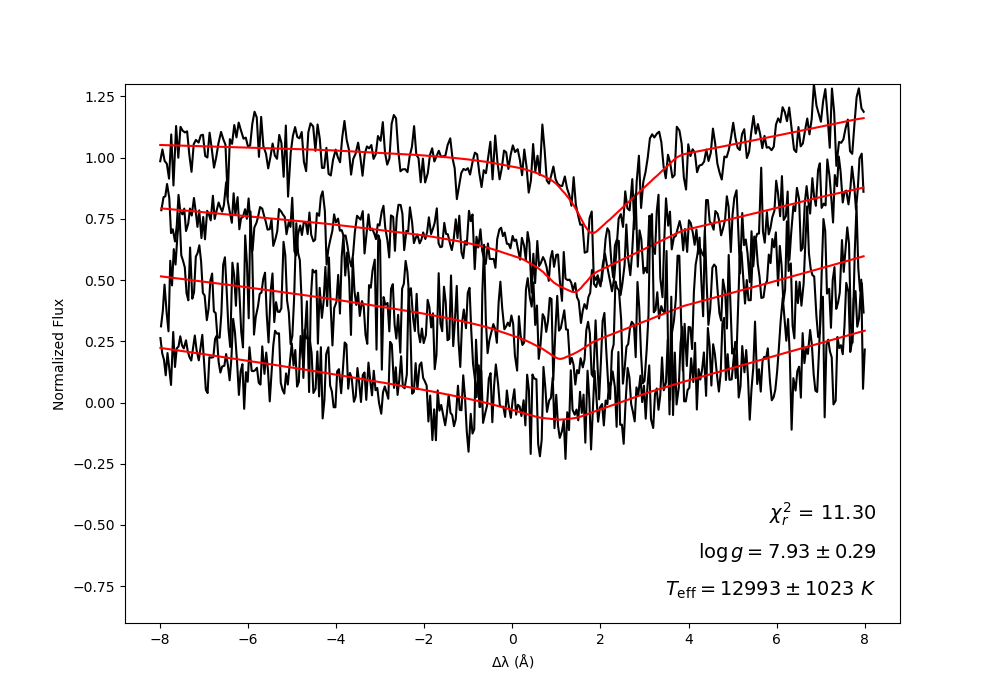 1.25
1.00
0.75
0.50
0.25
0.00
−0.25
−0.50
−0.75
Normalized Flux
χ²ᵣ = 11.30
log g = 7.93 ± 0.29
T_eff = 12993 ± 1023 K
−8 −6 −4 −2 0 2 4 6 8
Δλ (Å)